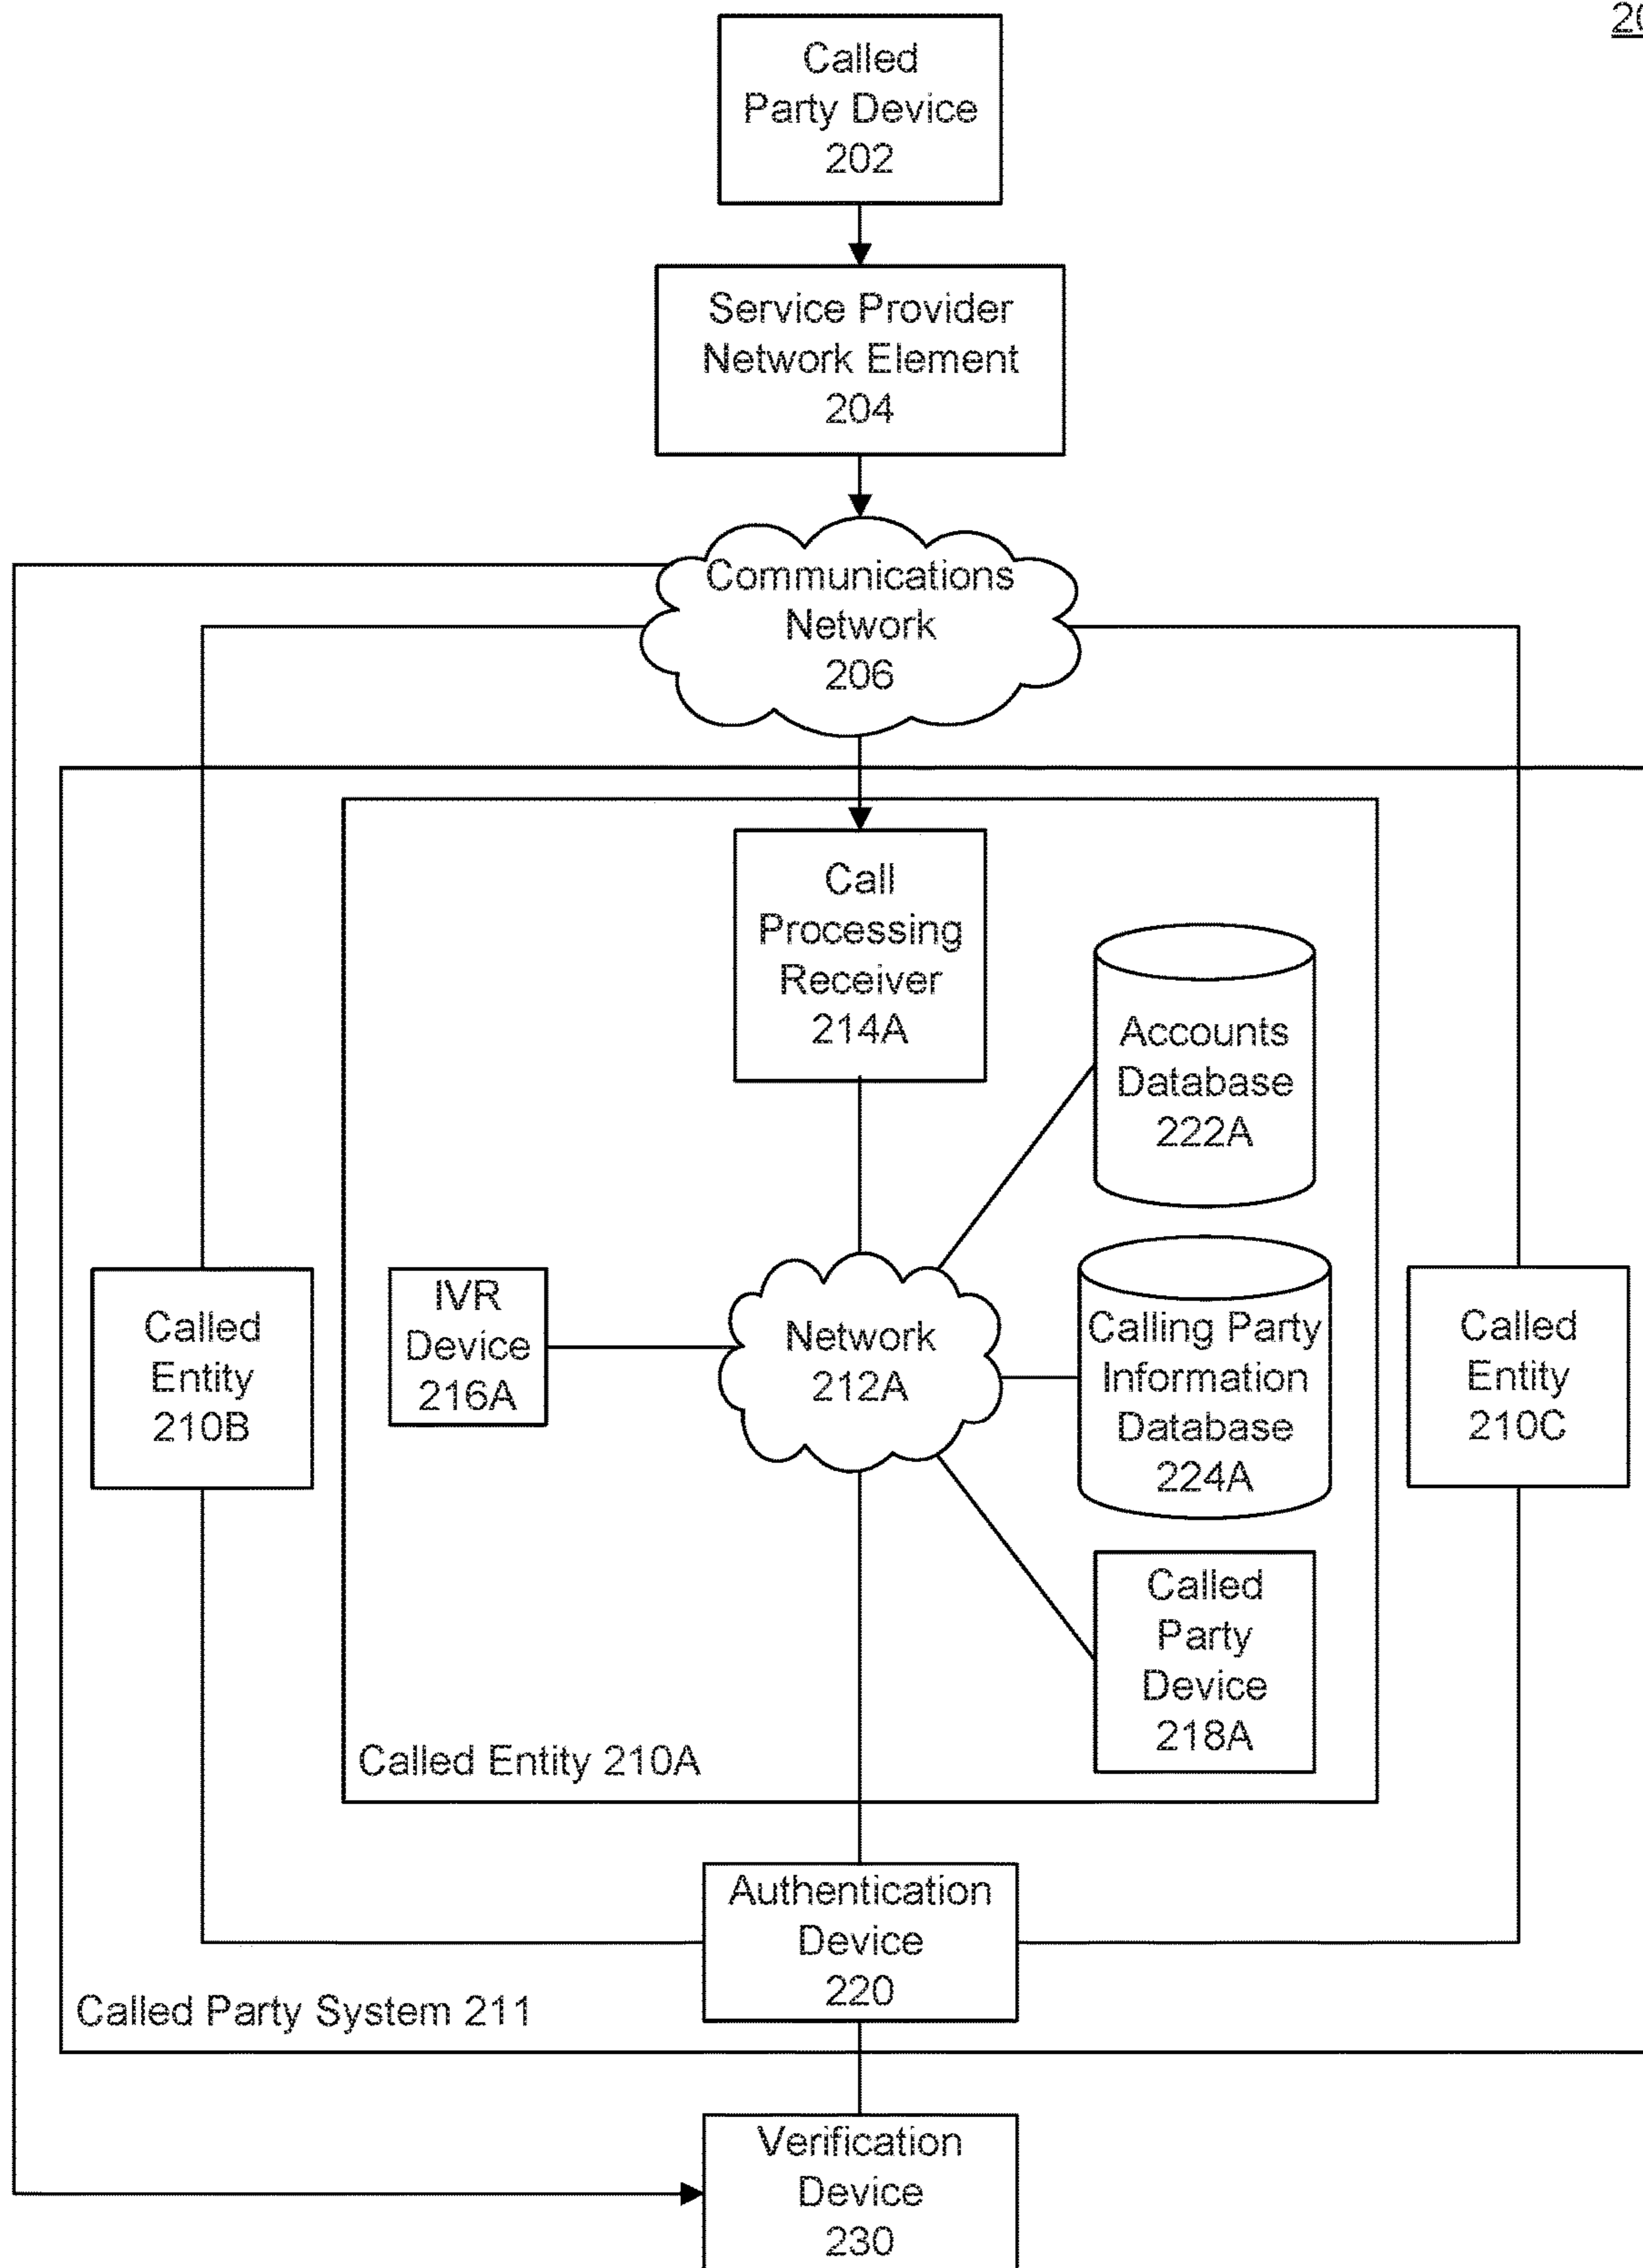 20
Called
Party Device
202
Service Provider
Network Element
204
Communications
Network
206
Call
Processing
Receiver
214A
Accounts
Database
222A
IVR
Device
216A
Network
212A
Calling Party
Information
Database
224A
Called
Entity
210B
Called
Entity
210C
Called
Party
Device
218A
Called Entity 210A
Authentication
Device
220
Called Party System 211
Verification
Device
230